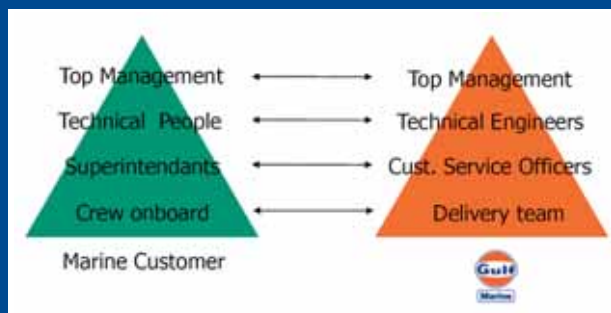 Top Management
Technical People
Superintendants
Crew onboard
Marine Customer
Top Management
Technical Engineers
Cust. Service Officers
Delivery team
Gulf
Marine